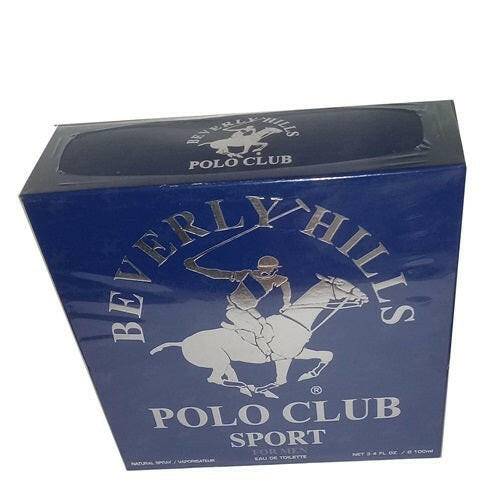 BEVERLY HILLS
POLO CLUB
BEVERLY HILLS
®
POLO CLUB
SPORT
FOR MEN
NATURAL SPRAY / VAPORISATEUR
EAU DE TOILETTE
NET 3.4 FL OZ. / ℮ 100ml